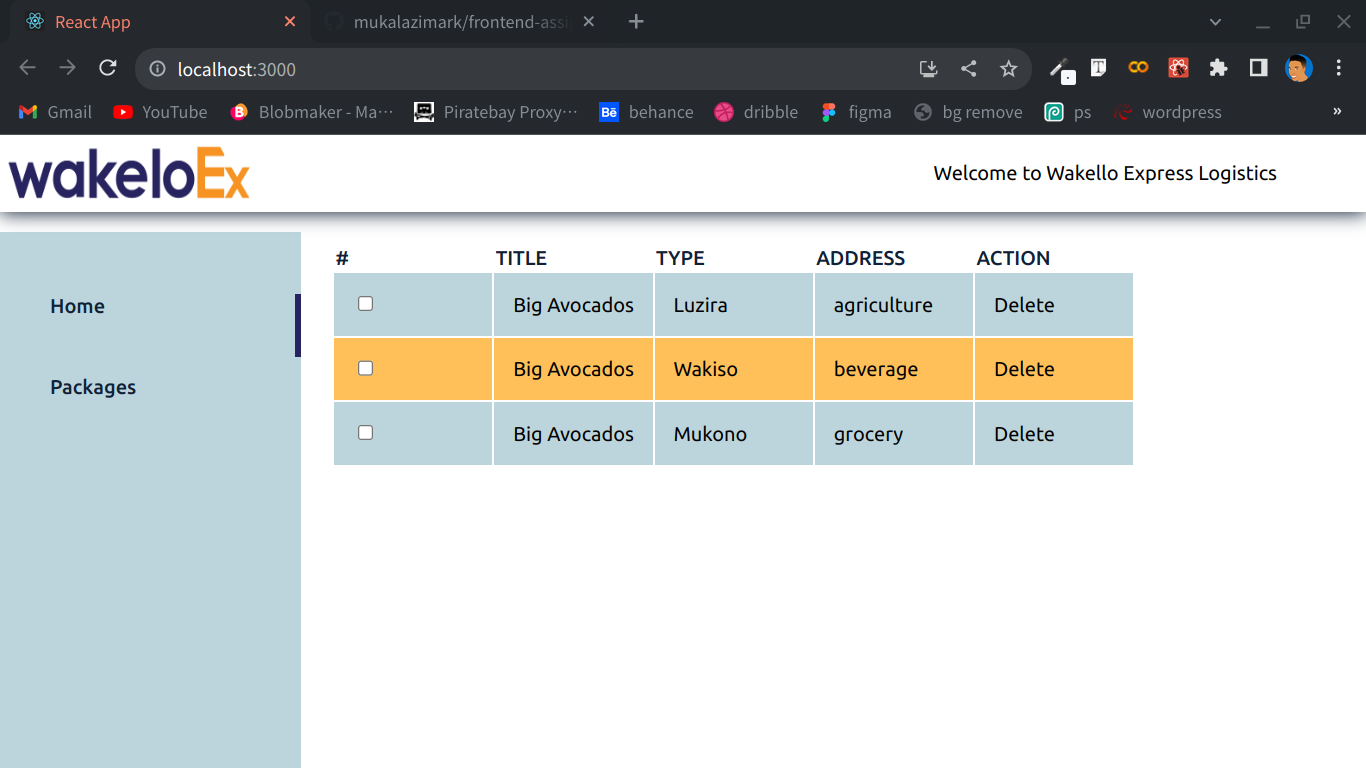 React App
mukalazimark/frontend-assi
localhost:3000
Gmail YouTube Blobmaker - Ma··· Piratebay Proxy··· behance dribble figma bg remove ps wordpress »
wakeloEx
Welcome to Wakello Express Logistics
Home
Packages
# TITLE TYPE ADDRESS ACTION
Big Avocados Luzira agriculture Delete
Big Avocados Wakiso beverage Delete
Big Avocados Mukono grocery Delete